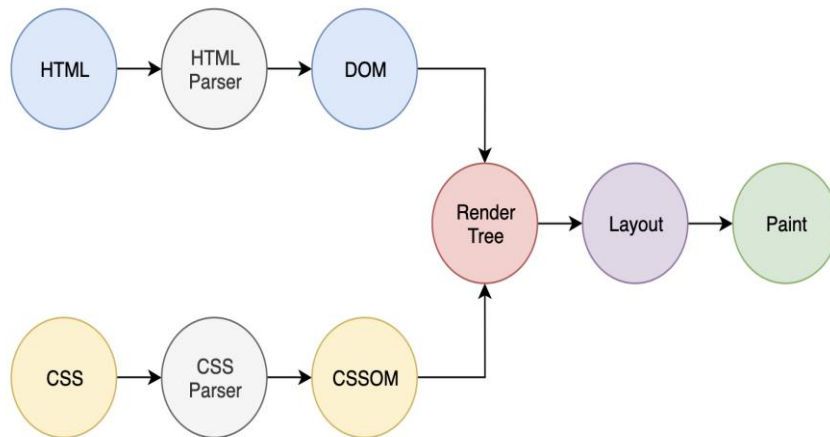 HTML
HTML
Parser
DOM
Render
Tree
Layout
Paint
CSS
CSS
Parser
CSSOM